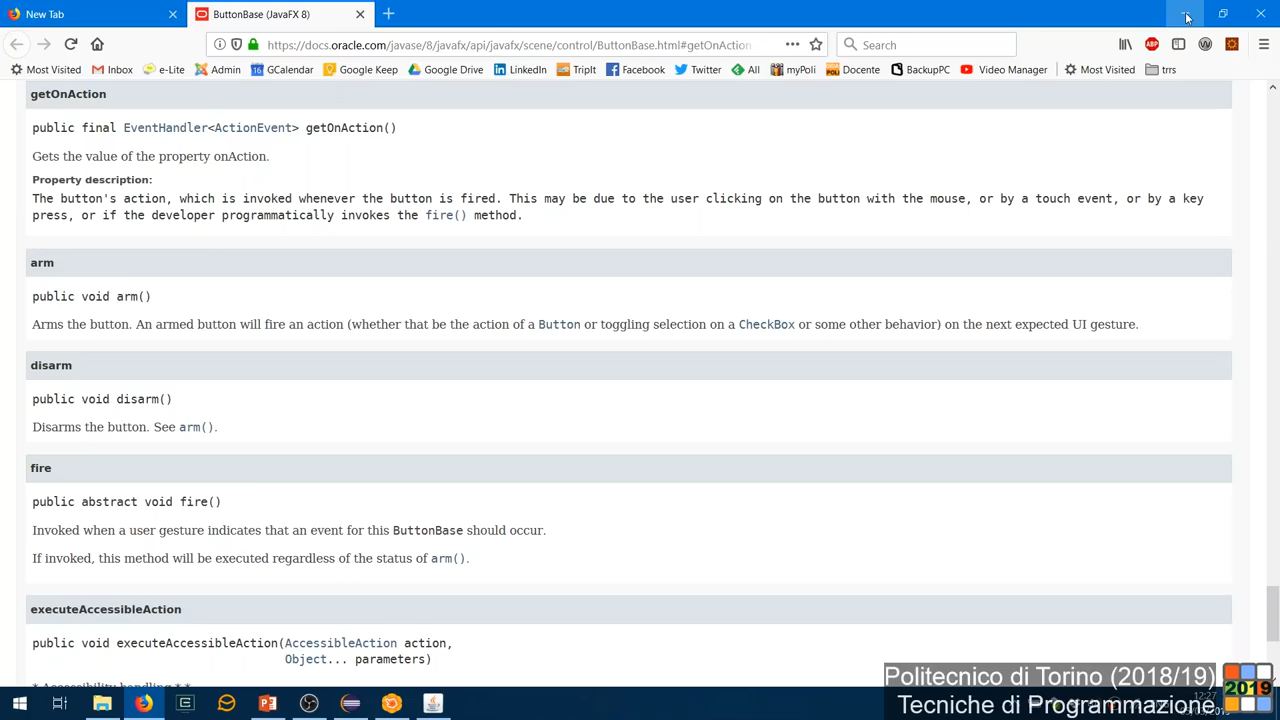 New Tab
ButtonBase (JavaFX 8)
https://docs.oracle.com/javase/8/javafx/api/javafx/scene/control/ButtonBase.html#getOnAction
Search
ABP
Most Visited
Inbox
e-Lite
Admin
16 GCalendar
Google Keep
Google Drive
LinkedIn
TripIt
Facebook
Twitter
All
myPoli
Docente
BackupPC
Video Manager
Most Visited
trrs
getOnAction
public final EventHandler<ActionEvent> getOnAction()
Gets the value of the property onAction.
Property description:
The button's action, which is invoked whenever the button is fired. This may be due to the user clicking on the button with the mouse, or by a touch event, or by a key
press, or if the developer programmatically invokes the fire() method.
arm
public void arm()
Arms the button. An armed button will fire an action (whether that be the action of a Button or toggling selection on a CheckBox or some other behavior) on the next expected UI gesture.
disarm
public void disarm()
Disarms the button. See arm().
fire
public abstract void fire()
Invoked when a user gesture indicates that an event for this ButtonBase should occur.
If invoked, this method will be executed regardless of the status of arm().
executeAccessibleAction
public void executeAccessibleAction(AccessibleAction action,
Object... parameters)
* Accessibility handling * *
Politecnico di Torino (2018/19)
Tecniche di Programmazione
2019
12:27